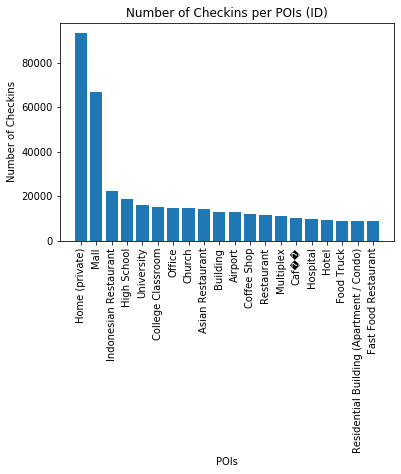 Number of Checkins per POIs (ID)
Number of Checkins
80000
60000
40000
20000
0
Home (private)
Mall
Indonesian Restaurant
High School
University
College Classroom
Office
Church
Asian Restaurant
Building
Airport
Coffee Shop
Restaurant
Multiplex
Caf��
Hospital
Hotel
Food Truck
Residential Building (Apartment / Condo)
Fast Food Restaurant
POIs